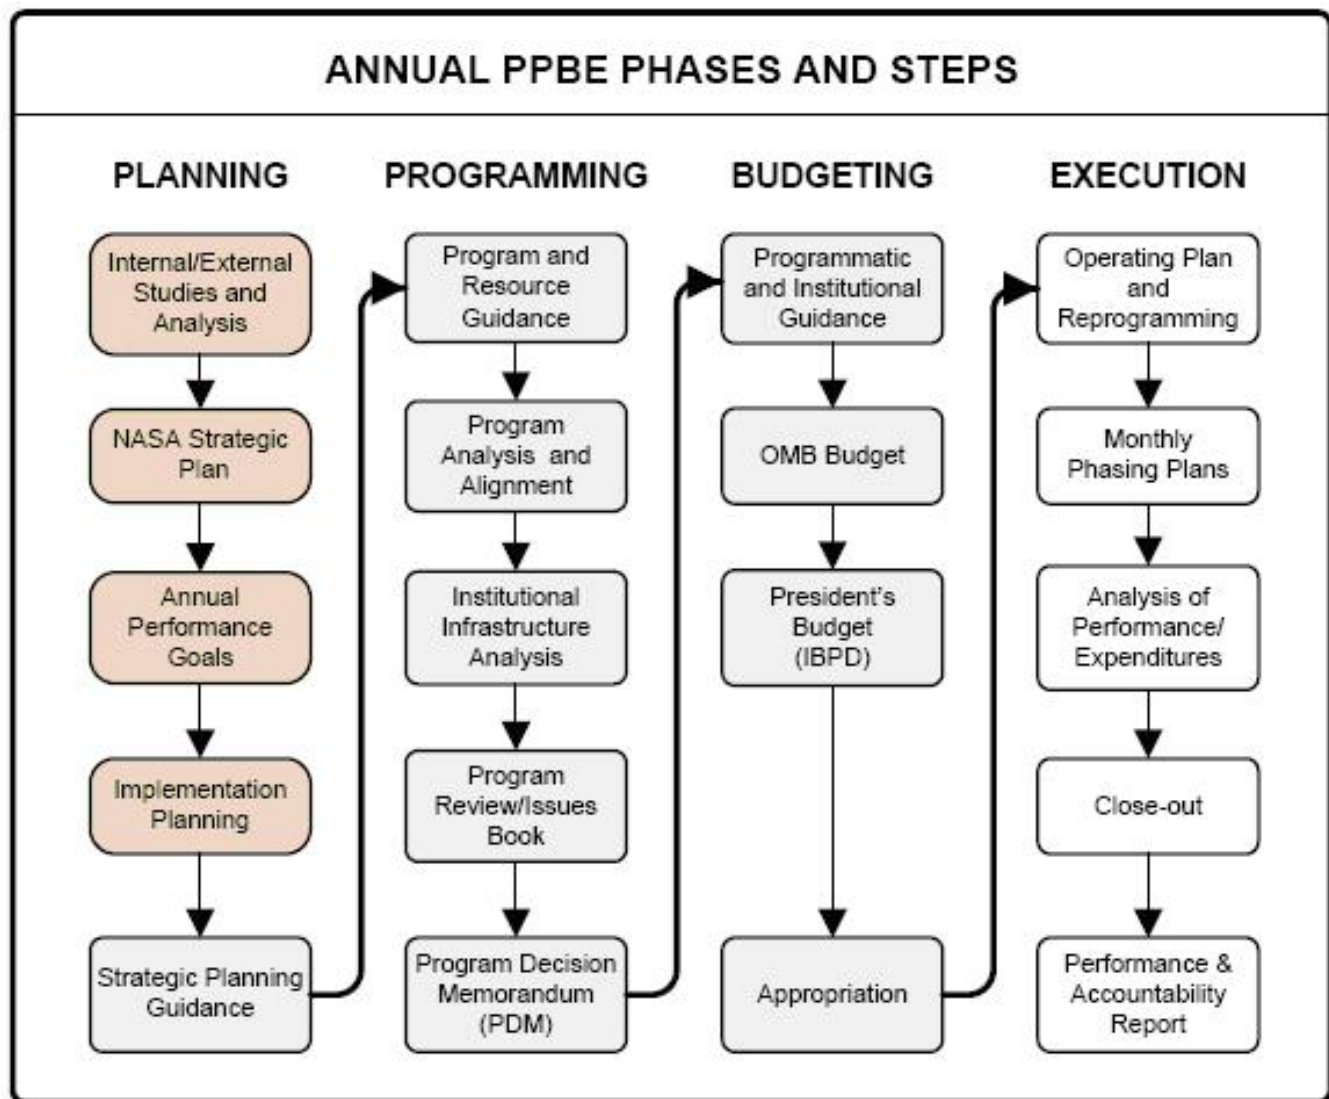 ANNUAL PPBE PHASES AND STEPS
PLANNING
Internal/External
Studies and
Analysis
NASA Strategic
Plan
Annual
Performance
Goals
Implementation
Planning
Strategic Planning
Guidance
PROGRAMMING
Program and
Resource
Guidance
Program
Analysis and
Alignment
Institutional
Infrastructure
Analysis
Program
Review/Issues
Book
Program Decision
Memorandum
(PDM)
BUDGETING
Programmatic
and Institutional
Guidance
OMB Budget
President's
Budget
(IBPD)
Appropriation
EXECUTION
Operating Plan
and
Reprogramming
Monthly
Phasing Plans
Analysis of
Performance/
Expenditures
Close-out
Performance &
Accountability
Report